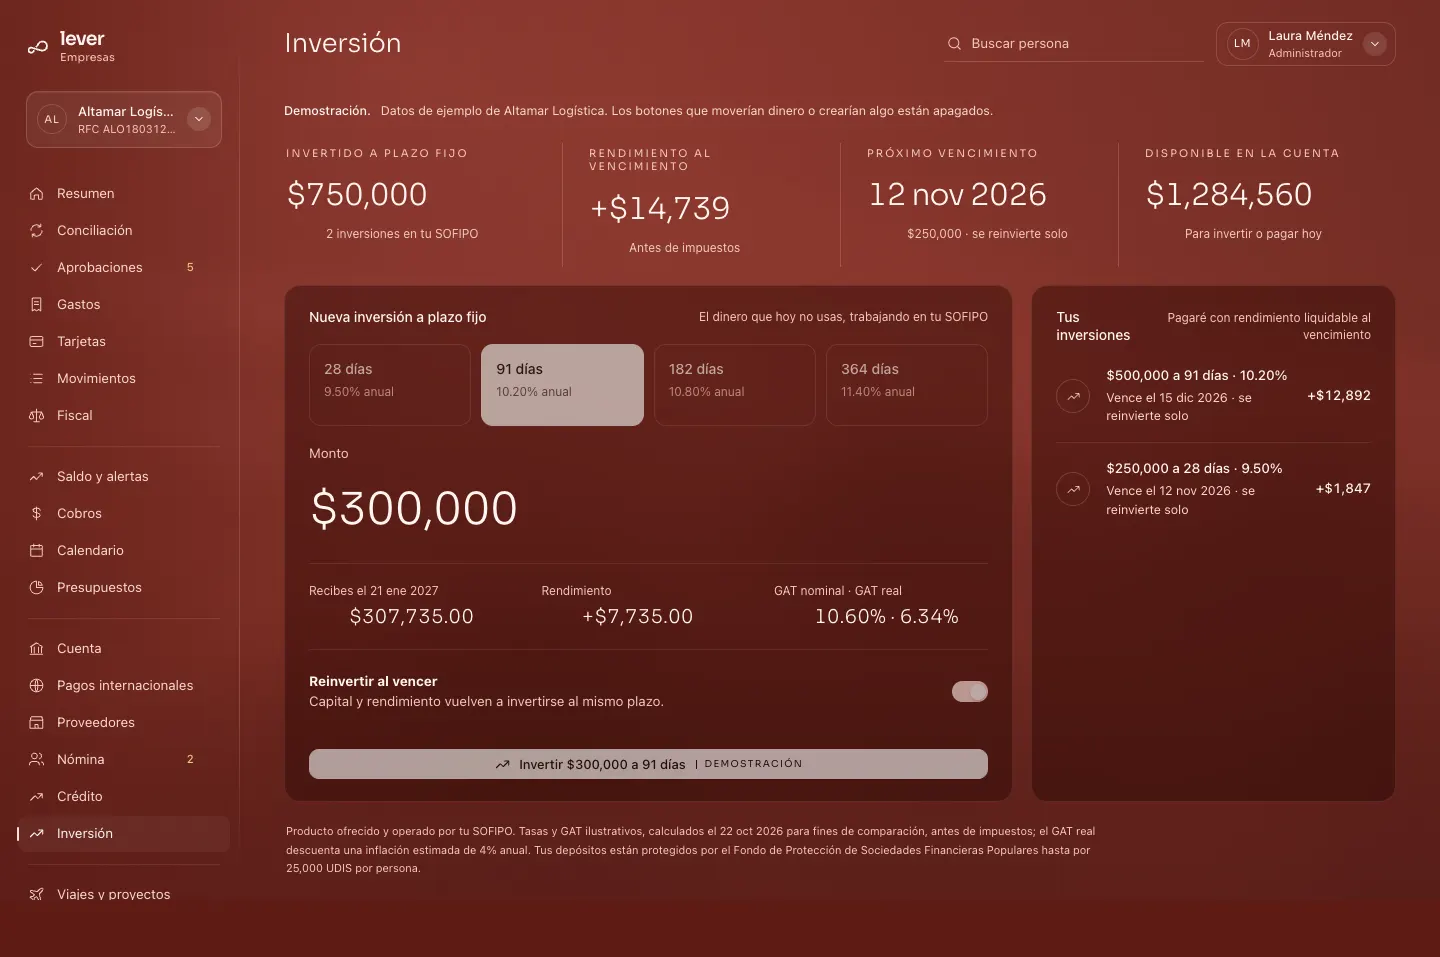 lever
Empresas
AL
Altamar Logís...
RFC ALO180312...
Resumen
Conciliación
Aprobaciones 5
Gastos
Tarjetas
Movimientos
Fiscal
Saldo y alertas
Cobros
Calendario
Presupuestos
Cuenta
Pagos internacionales
Proveedores
Nómina 2
Crédito
Inversión
Viajes y proyectos
Inversión
Buscar persona
LM
Laura Méndez
Administrador
Demostración. Datos de ejemplo de Altamar Logística. Los botones que moverían dinero o crearían algo están apagados.
INVERTIDO A PLAZO FIJO
$750,000
2 inversiones en tu SOFIPO
RENDIMIENTO AL
VENCIMIENTO
+$14,739
Antes de impuestos
PRÓXIMO VENCIMIENTO
12 nov 2026
$250,000 · se reinvierte solo
DISPONIBLE EN LA CUENTA
$1,284,560
Para invertir o pagar hoy
Nueva inversión a plazo fijo
El dinero que hoy no usas, trabajando en tu SOFIPO
28 días
9.50% anual
91 días
10.20% anual
182 días
10.80% anual
364 días
11.40% anual
Monto
$300,000
Recibes el 21 ene 2027
$307,735.00
Rendimiento
+$7,735.00
GAT nominal · GAT real
10.60% · 6.34%
Reinvertir al vencer
Capital y rendimiento vuelven a invertirse al mismo plazo.
Invertir $300,000 a 91 días | DEMOSTRACIÓN
Tus
inversiones
Pagaré con rendimiento liquidable al
vencimiento
$500,000 a 91 días · 10.20%
Vence el 15 dic 2026 · se
reinvierte solo
+$12,892
$250,000 a 28 días · 9.50%
Vence el 12 nov 2026 · se
reinvierte solo
+$1,847
Producto ofrecido y operado por tu SOFIPO. Tasas y GAT ilustrativos, calculados el 22 oct 2026 para fines de comparación, antes de impuestos; el GAT real
descuenta una inflación estimada de 4% anual. Tus depósitos están protegidos por el Fondo de Protección de Sociedades Financieras Populares hasta por
25,000 UDIS por persona.